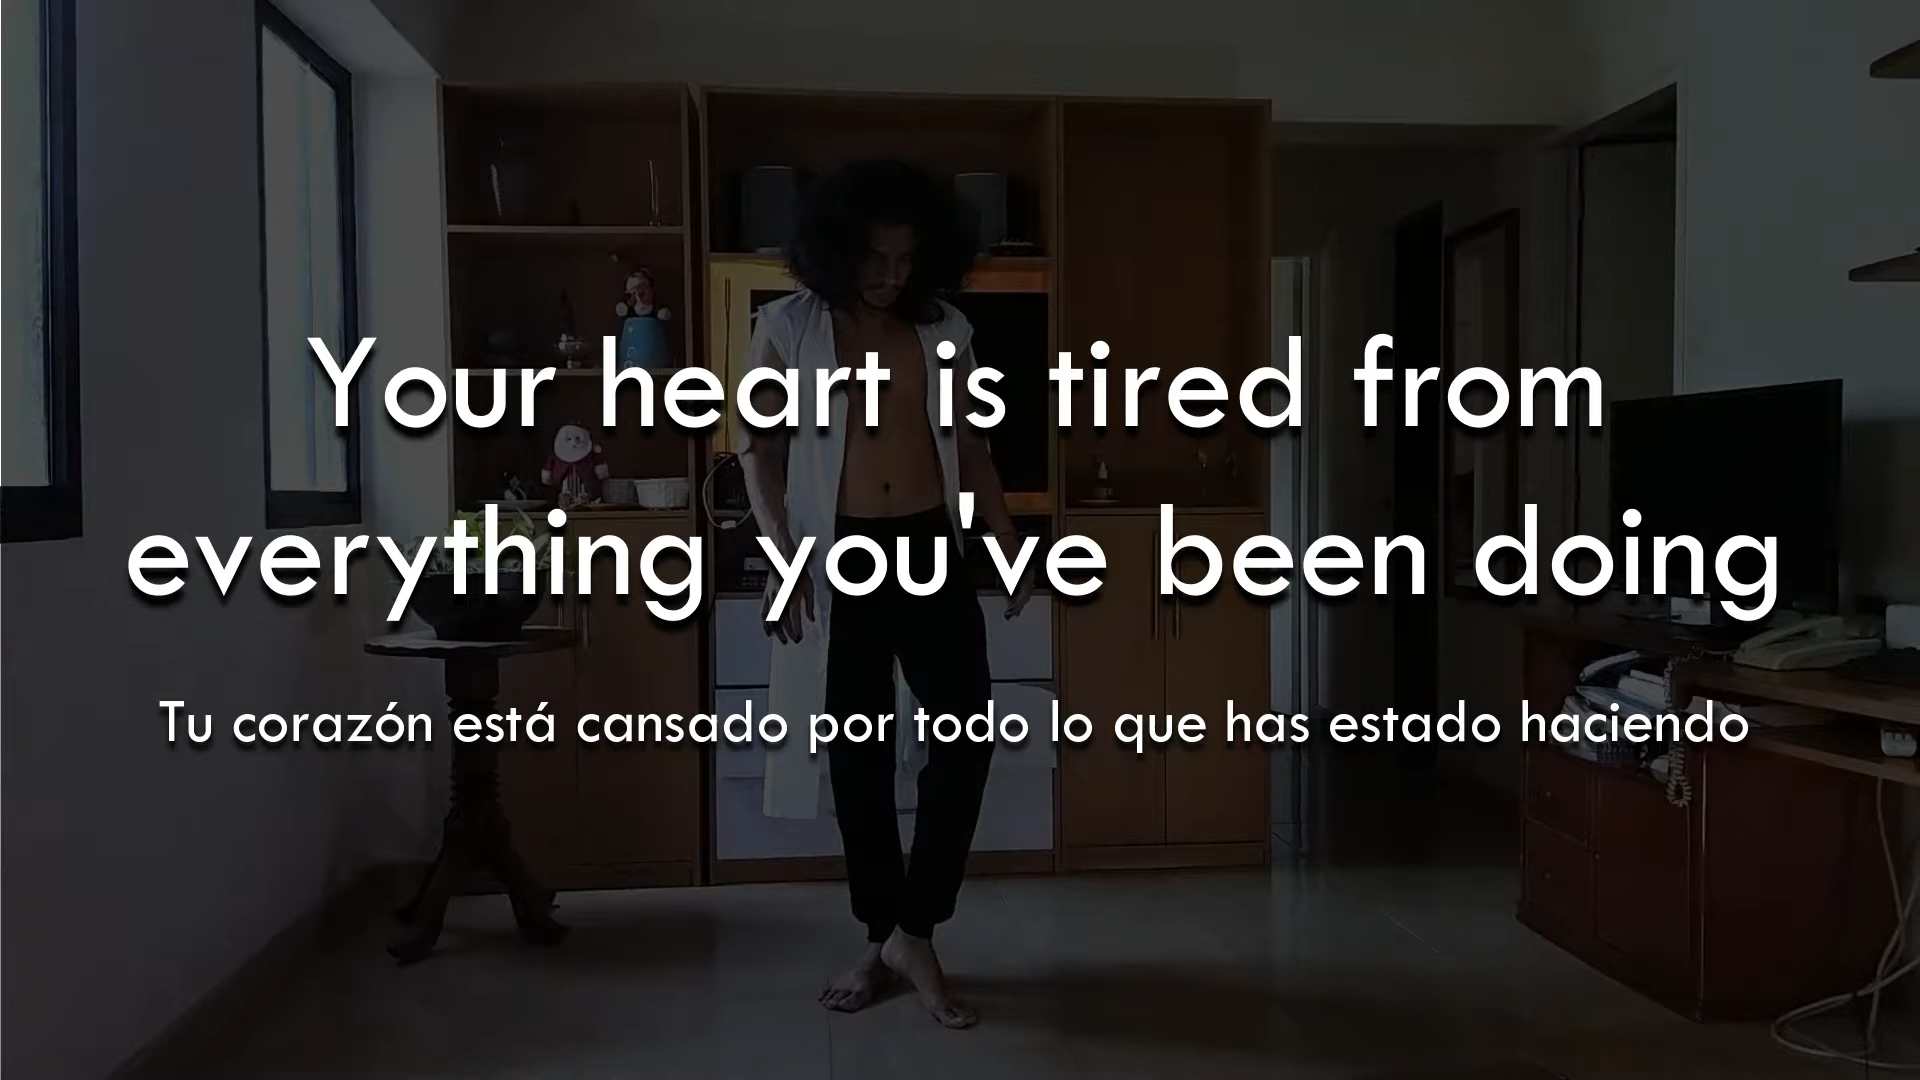 Your heart is tired from
everything you've been doing
Tu corazón está cansado por todo lo que has estado haciendo